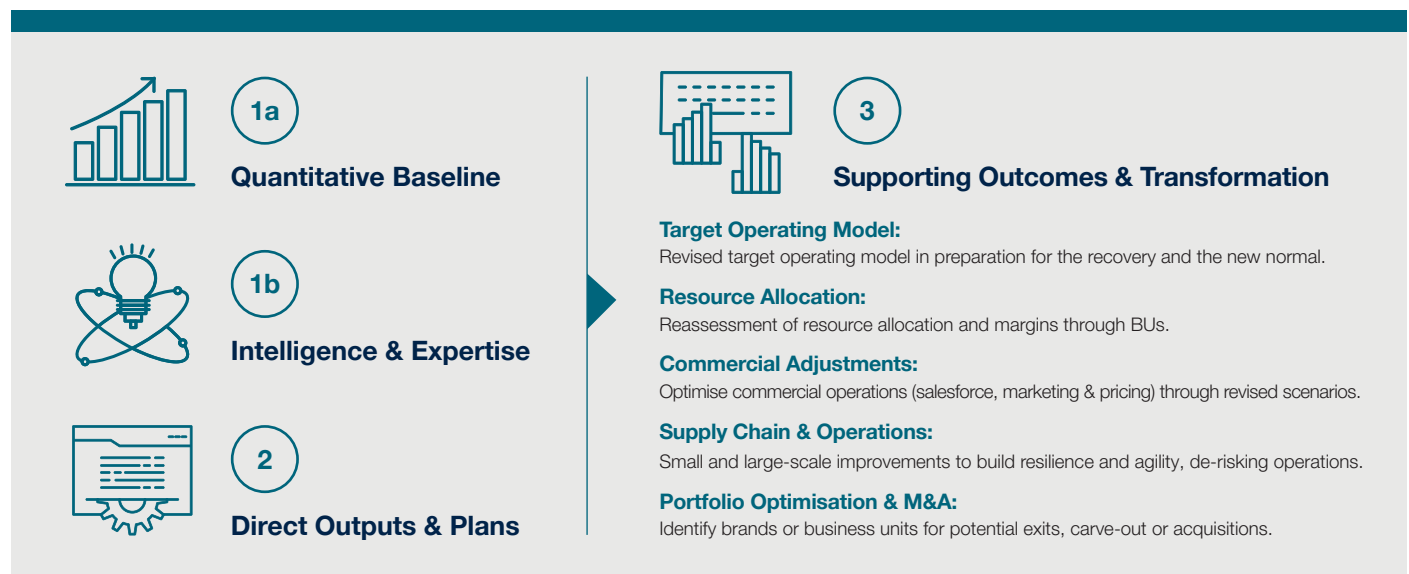 1a
Quantitative Baseline
1b
Intelligence & Expertise
2
Direct Outputs & Plans
3
Supporting Outcomes & Transformation
Target Operating Model:
Revised target operating model in preparation for the recovery and the new normal.
Resource Allocation:
Reassessment of resource allocation and margins through BUs.
Commercial Adjustments:
Optimise commercial operations (salesforce, marketing & pricing) through revised scenarios.
Supply Chain & Operations:
Small and large-scale improvements to build resilience and agility, de-risking operations.
Portfolio Optimisation & M&A:
Identify brands or business units for potential exits, carve-out or acquisitions.